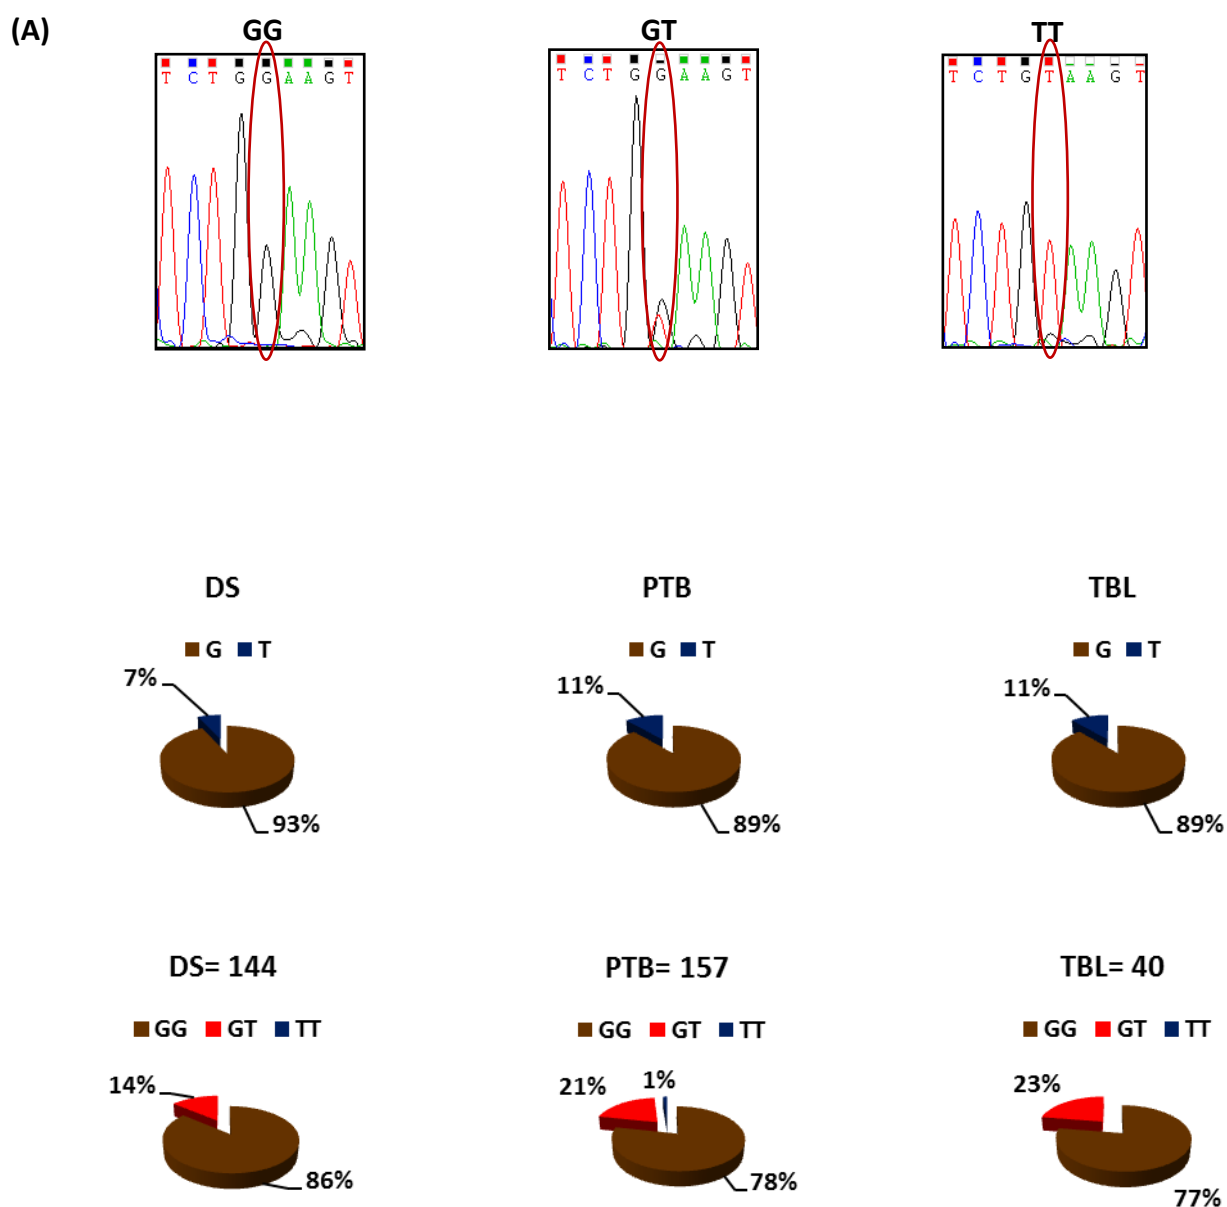 (A)
GG GT TT
T C T G G A A G T
T C T G G A A G T
T C T G T A A G T
DS PTB TBL
G T
G T
G T
7% 11% 11%
93% 89% 89%
DS= 144 PTB= 157 TBL= 40
GG GT TT
GG GT TT
GG GT TT
14% 21% 1% 23%
86% 78% 77%